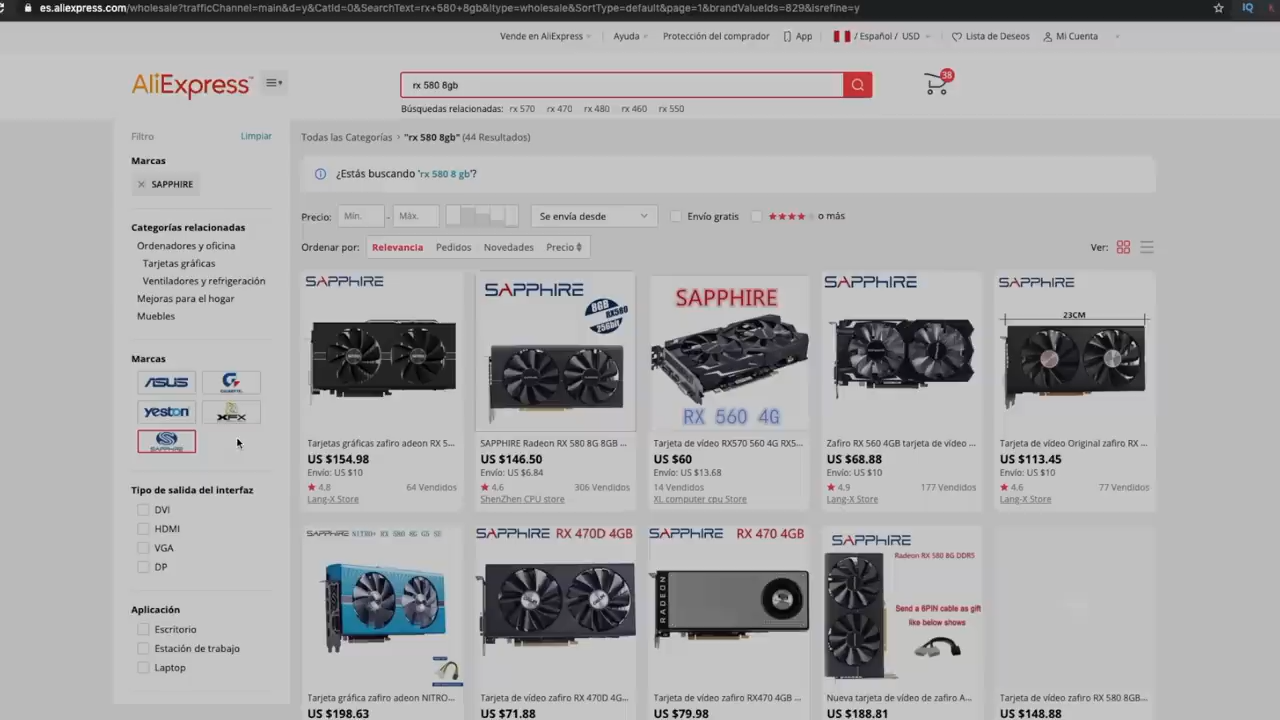 es.aliexpress.com/wholesale?trafficChannel=main&d=y&CatId=0&SearchText=rx+580+8gb&ltype=wholesale&SortType=default&page=1&brandValueIds=829&isrefine=y
Vende en AliExpress
Ayuda
Protección del comprador
App
/ Español / USD
Lista de Deseos
Mi Cuenta
AliExpress
rx 580 8gb
38
Búsquedas relacionadas: rx 570 rx 470 rx 480 rx 460 rx 550
Filtro
Limpiar
Marcas
SAPPHIRE
Categorías relacionadas
Ordenadores y oficina
Tarjetas gráficas
Ventiladores y refrigeración
Mejoras para el hogar
Muebles
Marcas
ASUS
yeston
XFX
SAPPHIRE
Tipo de salida del interfaz
DVI
HDMI
VGA
DP
Aplicación
Escritorio
Estación de trabajo
Laptop
Todas las Categorías > "rx 580 8gb" (44 Resultados)
¿Estás buscando 'rx 580 8 gb'?
Precio: Mín. - Máx.
Se envía desde
Envío gratis
o más
Ordenar por: Relevancia Pedidos Novedades Precio
Ver:
SAPPHIRE
Tarjetas gráficas zafiro adeon RX 5...
US $154.98
Envío: US $10
4.8 64 Vendidos
Lang-X Store
SAPPHIRE
8GB
RX580
256bit
SAPPHIRE Radeon RX 580 8G 8GB ...
US $146.50
Envío: US $6.84
4.6 306 Vendidos
ShenZhen CPU store
SAPPHIRE
RX 560 4G
Tarjeta de vídeo RX570 560 4G RX5...
US $60
Envío: US $13.68
14 Vendidos
XL computer cpu Store
SAPPHIRE
Zafiro RX 560 4GB tarjeta de vídeo ...
US $68.88
Envío: US $10
4.9 177 Vendidos
Lang-X Store
SAPPHIRE
23CM
Tarjeta de vídeo Original zafiro RX ...
US $113.45
Envío: US $10
4.6 77 Vendidos
Lang-X Store
SAPPHIRE NITRO+ RX 580 8G G5 SE
Tarjeta gráfica zafiro adeon NITRO...
US $198.63
SAPPHIRE RX 470D 4GB
Tarjeta de vídeo zafiro RX 470D 4G...
US $71.88
SAPPHIRE RX 470 4GB
RADEON
Tarjeta de vídeo zafiro RX470 4GB ...
US $79.98
SAPPHIRE
Radeon RX 580 8G DDR5
Send a 6PIN cable as gift
like below shows
Nueva tarjeta de vídeo de zafiro A...
US $188.81
Tarjeta de vídeo zafiro RX 580 8GB...
US $148.88